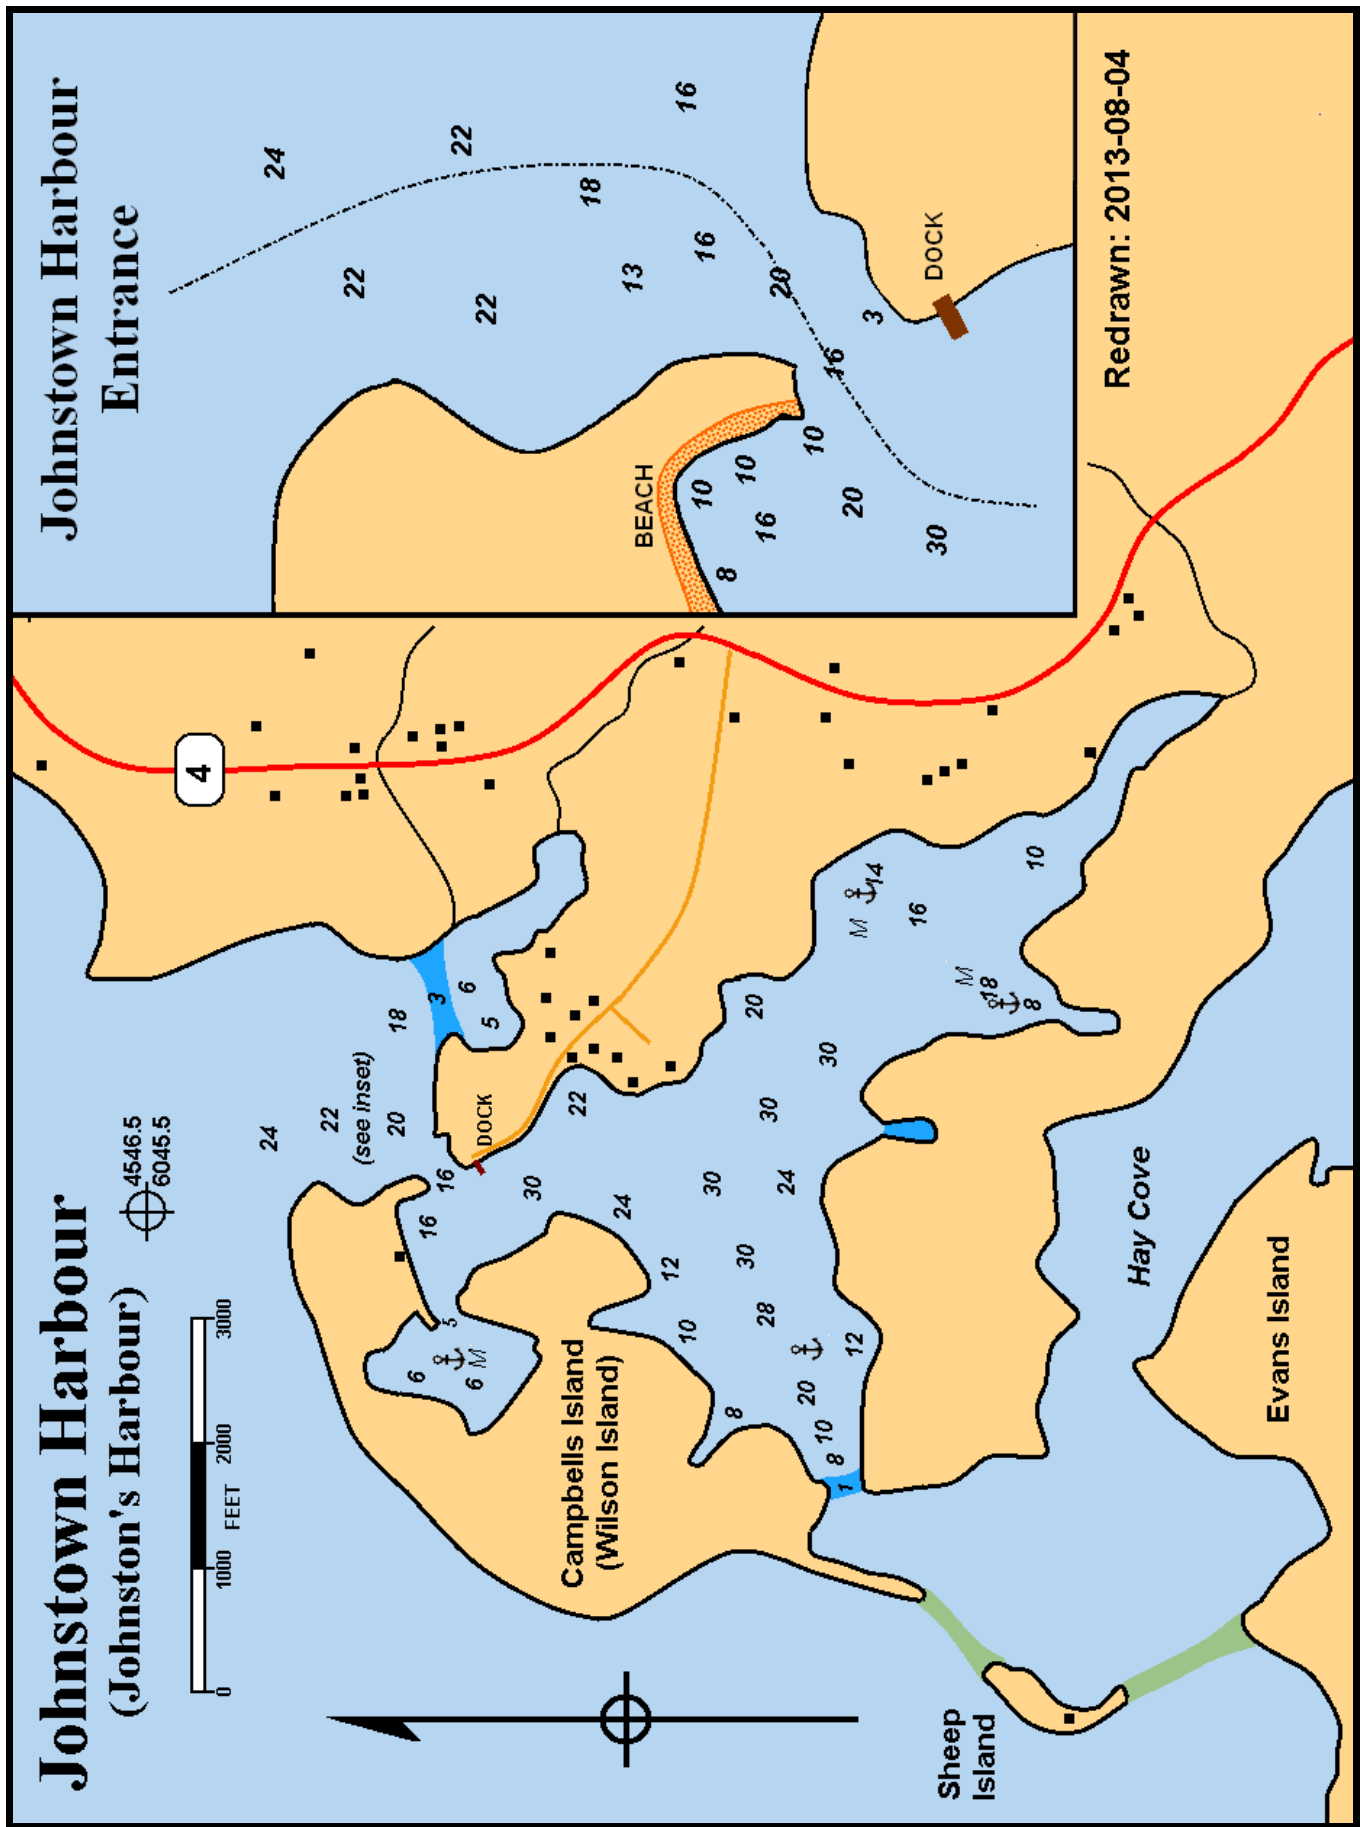 Johnstown Harbour
(Johnston's Harbour)
0 1000 2000 3000
FEET
4546.5
6045.5
Johnstown Harbour
Entrance
24
22
22
22
18
16
13
16
20
3
16
DOCK
BEACH
10
10
10
16
20
8
30
Redrawn: 2013-08-04
4
24
22
(see inset)
20
18
3
6
5
16
DOCK
16
30
22
5
6
6
M
24
12
30
30
20
30
30
24
10
28
12
8
20
10
8
1
M
14
16
10
M
18
8
Campbells Island
(Wilson Island)
Hay Cove
Evans Island
Sheep
Island